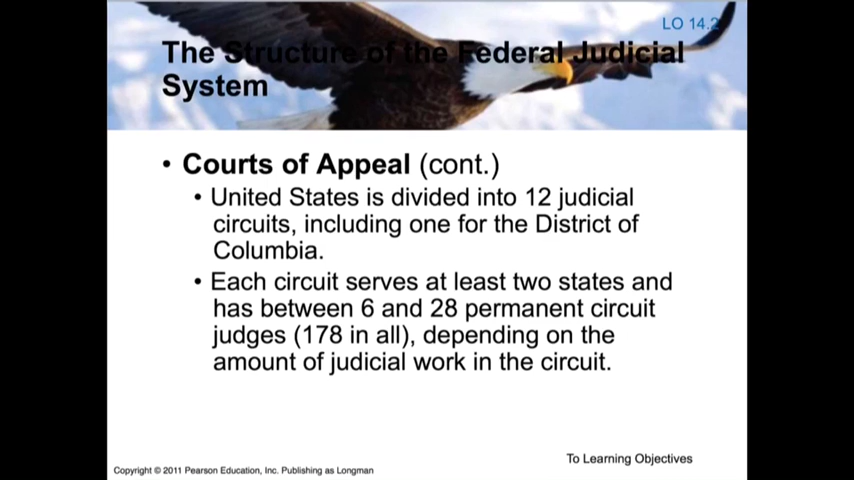 LO 14.2
The Structure of the Federal Judicial
System
• Courts of Appeal (cont.)
• United States is divided into 12 judicial
circuits, including one for the District of
Columbia.
• Each circuit serves at least two states and
has between 6 and 28 permanent circuit
judges (178 in all), depending on the
amount of judicial work in the circuit.
To Learning Objectives
Copyright © 2011 Pearson Education, Inc. Publishing as Longman